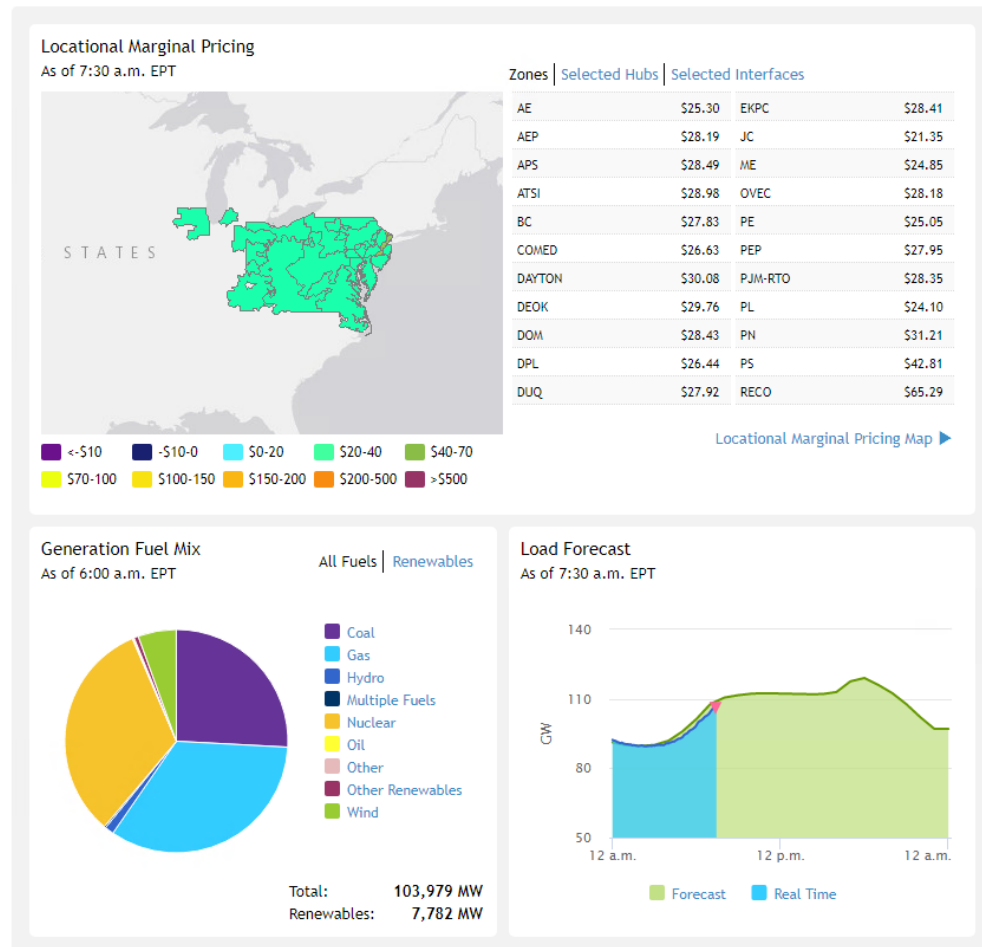 Locational Marginal Pricing
As of 7:30 a.m. EPT
Zones | Selected Hubs | Selected Interfaces
STATES
AE $25.30 EKPC $28.41
AEP $28.19 JC $21.35
APS $28.49 ME $24.85
ATSI $28.98 OVEC $28.18
BC $27.83 PE $25.05
COMED $26.63 PEP $27.95
DAYTON $30.08 PJM-RTO $28.35
DEOK $29.76 PL $24.10
DOM $28.43 PN $31.21
DPL $26.44 PS $42.81
DUQ $27.92 RECO $65.29
Locational Marginal Pricing Map
<-$10 -$10-0 $0-20 $20-40 $40-70
$70-100 $100-150 $150-200 $200-500 >$500
Generation Fuel Mix
As of 6:00 a.m. EPT
All Fuels | Renewables
Coal
Gas
Hydro
Multiple Fuels
Nuclear
Oil
Other
Other Renewables
Wind
Total: 103,979 MW
Renewables: 7,782 MW
Load Forecast
As of 7:30 a.m. EPT
140
110
GW
80
50
12 a.m. 12 p.m. 12 a.m.
Forecast Real Time